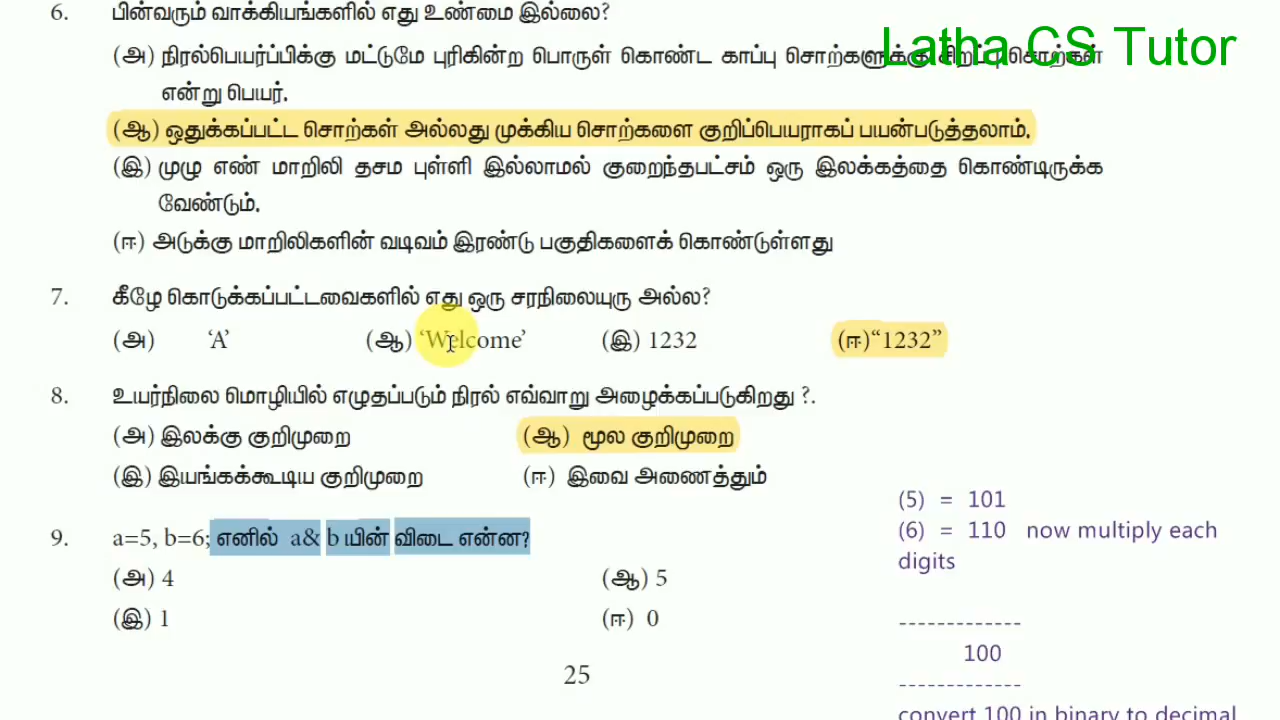 Latha CS Tutor
6. பின்வரும் வாக்கியங்களில் எது உண்மை இல்லை?
(அ) நிரல்பெயர்ப்பிக்கு மட்டுமே புரிகின்ற பொருள் கொண்ட காப்பு சொற்களுக்கு சிறப்பு சொற்கள்
என்று பெயர்.
(ஆ) ஒதுக்கப்பட்ட சொற்கள் அல்லது முக்கிய சொற்களை குறிப்பெயராகப் பயன்படுத்தலாம்.
(இ) முழு எண் மாறிலி தசம புள்ளி இல்லாமல் குறைந்தபட்சம் ஒரு இலக்கத்தை கொண்டிருக்க
வேண்டும்.
(ஈ) அடுக்கு மாறிலிகளின் வடிவம் இரண்டு பகுதிகளைக் கொண்டுள்ளது
7. கீழே கொடுக்கப்பட்டவைகளில் எது ஒரு சரநிலையுரு அல்ல?
(அ) ‘A’ (ஆ) ‘Welcome’ (இ) 1232 (ஈ)“1232”
8. உயர்நிலை மொழியில் எழுதப்படும் நிரல் எவ்வாறு அழைக்கப்படுகிறது ?.
(அ) இலக்கு குறிமுறை (ஆ) மூல குறிமுறை
(இ) இயங்கக்கூடிய குறிமுறை (ஈ) இவை அணைத்தும்
9. a=5, b=6; எனில் a& b யின் விடை என்ன?
(அ) 4 (ஆ) 5
(இ) 1 (ஈ) 0
25
(5) = 101
(6) = 110 now multiply each
digits
-------------
100
-------------
convert 100 in binary to decimal